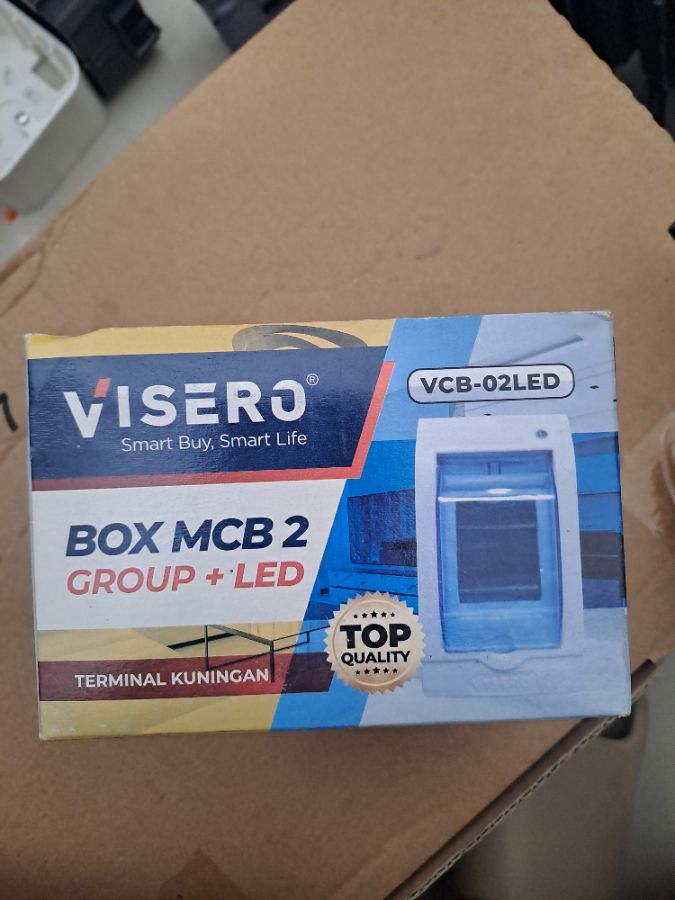 VISERO®
Smart Buy, Smart Life
VCB-02LED
BOX MCB 2
GROUP + LED
TOP
QUALITY
TERMINAL KUNINGAN